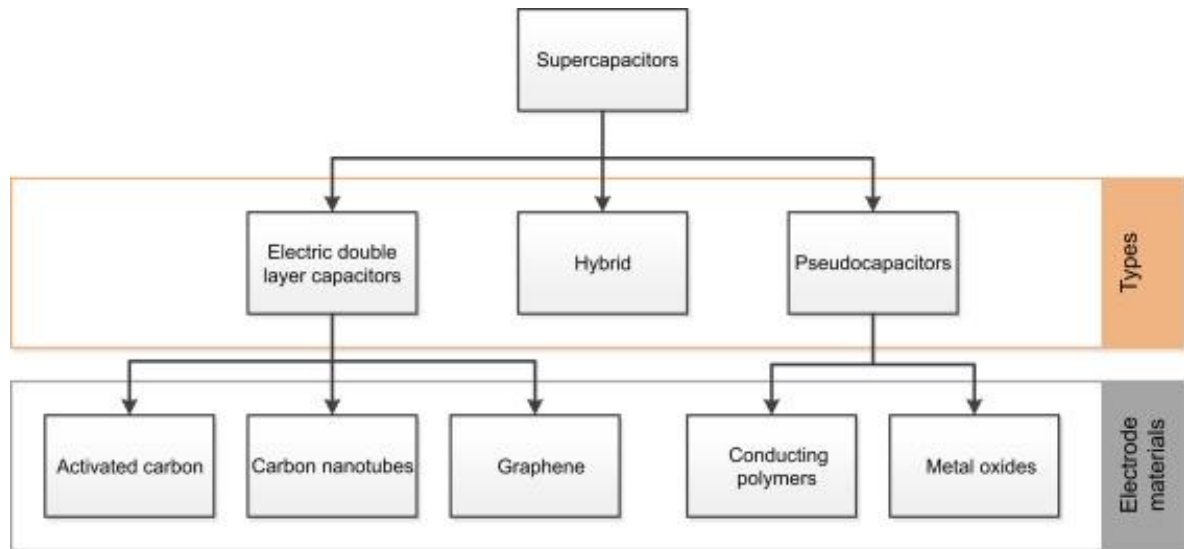 Supercapacitors
Electric double
layer capacitors
Hybrid
Pseudocapacitors
Types
Activated carbon
Carbon nanotubes
Graphene
Conducting
polymers
Metal oxides
Electrode
materials